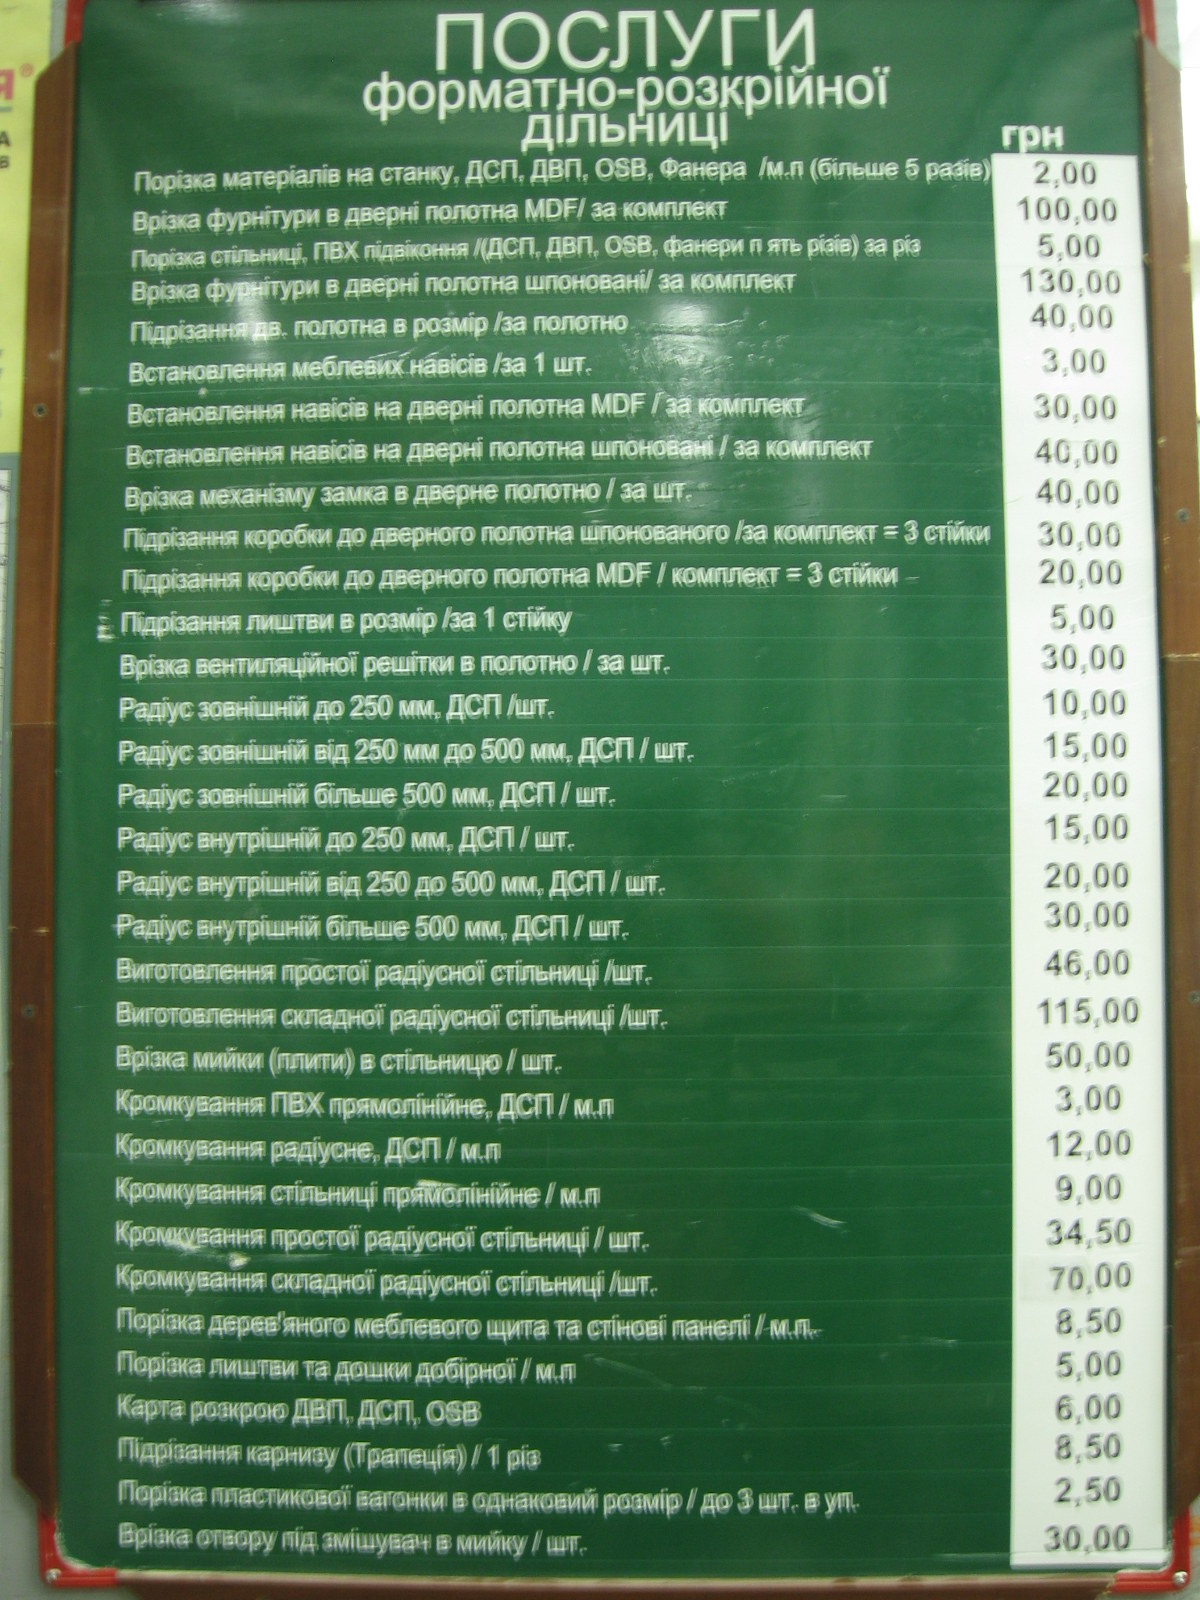 ПОСЛУГИ
форматно-розкрійної
дільниці
грн
Порізка матеріалів на станку, ДСП, ДВП, OSB, Фанера /м.п (більше 5 разів) 2,00
Врізка фурнітури в дверні полотна MDF/ за комплект 100,00
Порізка стільниці, ПВХ підвіконня /(ДСП, ДВП, OSB, фанери п ять різів) за різ 5,00
Врізка фурнітури в дверні полотна шпоновані/ за комплект 130,00
Підрізання дв. полотна в розмір /за полотно 40,00
Встановлення меблевих навісів /за 1 шт. 3,00
Встановлення навісів на дверні полотна MDF / за комплект 30,00
Встановлення навісів на дверні полотна шпоновані / за комплект 40,00
Врізка механізму замка в дверне полотно / за шт. 40,00
Підрізання коробки до дверного полотна шпонованого /за комплект = 3 стійки 30,00
Підрізання коробки до дверного полотна MDF / комплект = 3 стійки 20,00
Підрізання лиштви в розмір /за 1 стійку 5,00
Врізка вентиляційної решітки в полотно / за шт. 30,00
Радіус зовнішній до 250 мм, ДСП /шт. 10,00
Радіус зовнішній від 250 мм до 500 мм, ДСП / шт. 15,00
Радіус зовнішній більше 500 мм, ДСП / шт. 20,00
Радіус внутрішній до 250 мм, ДСП / шт. 15,00
Радіус внутрішній від 250 до 500 мм, ДСП / шт. 20,00
Радіус внутрішній більше 500 мм, ДСП / шт. 30,00
Виготовлення простої радіусної стільниці /шт. 46,00
Виготовлення складної радіусної стільниці /шт. 115,00
Врізка мийки (плити) в стільницю / шт. 50,00
Кромкування ПВХ прямолінійне, ДСП / м.п 3,00
Кромкування радіусне, ДСП / м.п 12,00
Кромкування стільниці прямолінійне / м.п 9,00
Кромкування простої радіусної стільниці / шт. 34,50
Кромкування складної радіусної стільниці /шт. 70,00
Порізка дерев'яного меблевого щита та стінові панелі / м.п. 8,50
Порізка лиштви та дошки добірної / м.п 5,00
Карта розкрою ДВП, ДСП, OSB 6,00
Підрізання карнизу (Трапеція) / 1 різ 8,50
Порізка пластикової вагонки в однаковий розмір / до 3 шт. в уп. 2,50
Врізка отвору під змішувач в мийку / шт. 30,00